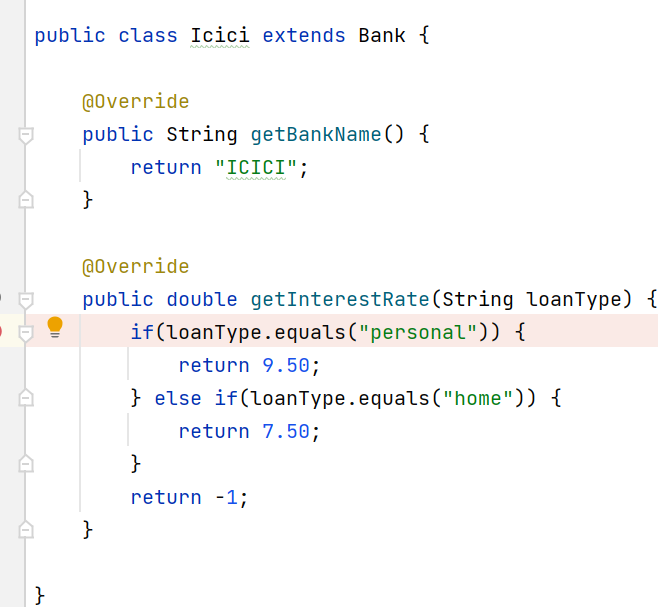 public class Icici extends Bank {
@Override
public String getBankName() {
return "ICICI";
}
@Override
public double getInterestRate(String loanType) {
if(loanType.equals("personal")) {
return 9.50;
} else if(loanType.equals("home")) {
return 7.50;
}
return -1;
}
}